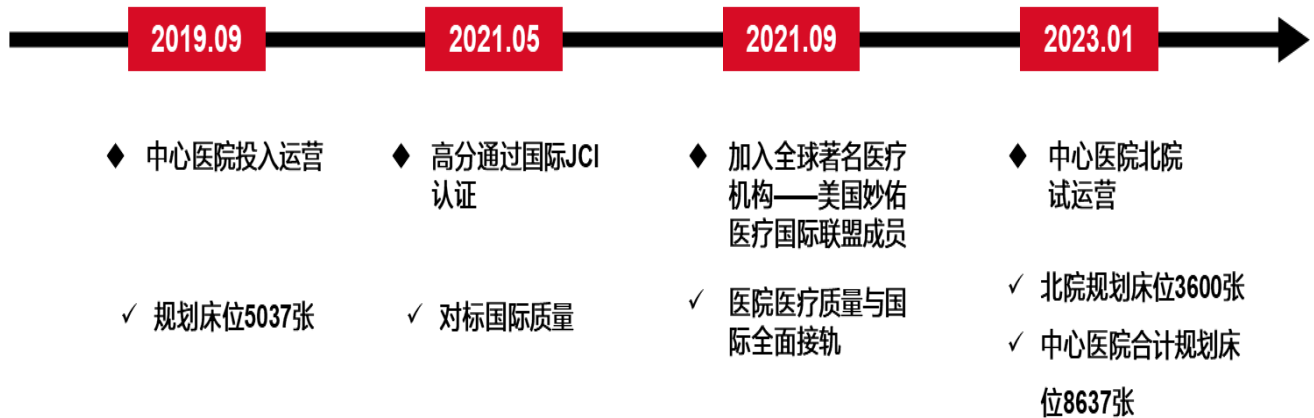 2019.09
2021.05
2021.09
2023.01
◆ 中心医院投入运营
✓ 规划床位5037张
◆ 高分通过国际JCI
认证
✓ 对标国际质量
◆ 加入全球著名医疗
机构——美国妙佑
医疗国际联盟成员
✓ 医院医疗质量与国
际全面接轨
◆ 中心医院北院
试运营
✓ 北院规划床位3600张
✓ 中心医院合计规划床
位8637张